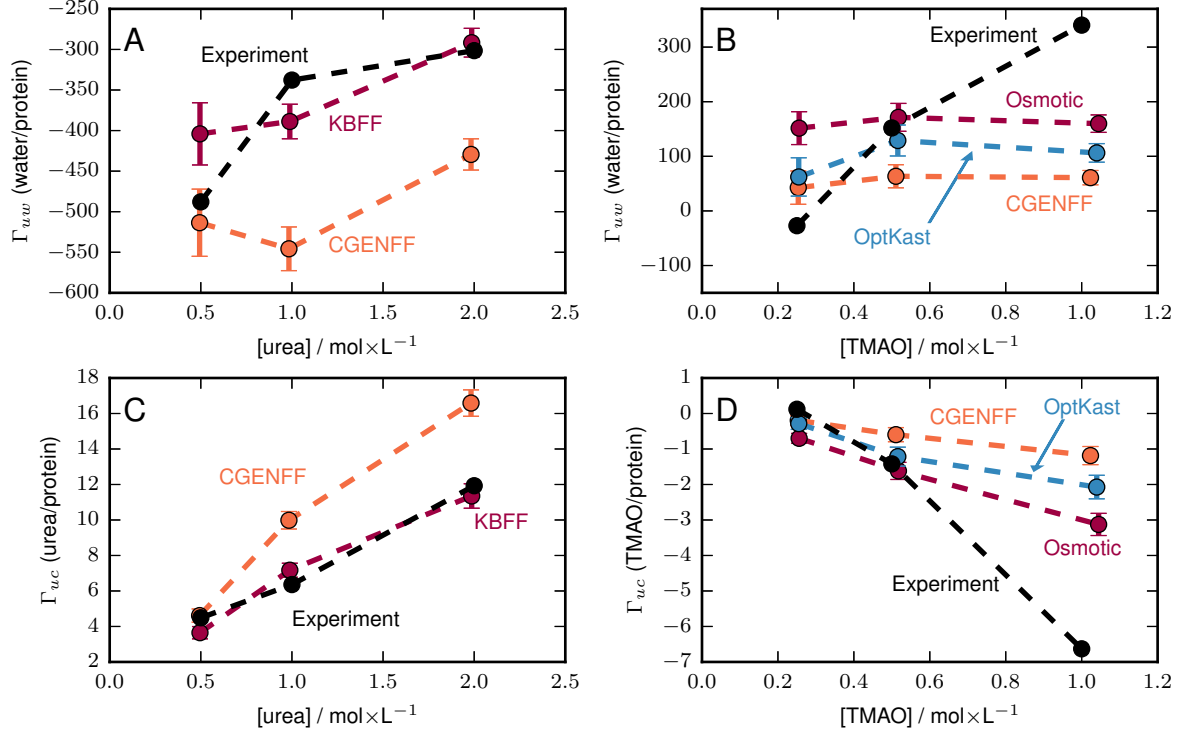 A
−250
−300
−350
−400
−450
−500
−550
−600
Γuw (water/protein)
Experiment
KBFF
CGENFF
0.0 0.5 1.0 1.5 2.0 2.5
[urea] / mol×L−1
B
400
300
200
100
0
−100
Γuw (water/protein)
Experiment
Osmotic
OptKast
CGENFF
0.0 0.2 0.4 0.6 0.8 1.0 1.2
[TMAO] / mol×L−1
C
18
16
14
12
10
8
6
4
2
Γuc (urea/protein)
CGENFF
KBFF
Experiment
0.0 0.5 1.0 1.5 2.0 2.5
[urea] / mol×L−1
D
1
0
−1
−2
−3
−4
−5
−6
−7
Γuc (TMAO/protein)
OptKast
CGENFF
Osmotic
Experiment
0.0 0.2 0.4 0.6 0.8 1.0 1.2
[TMAO] / mol×L−1